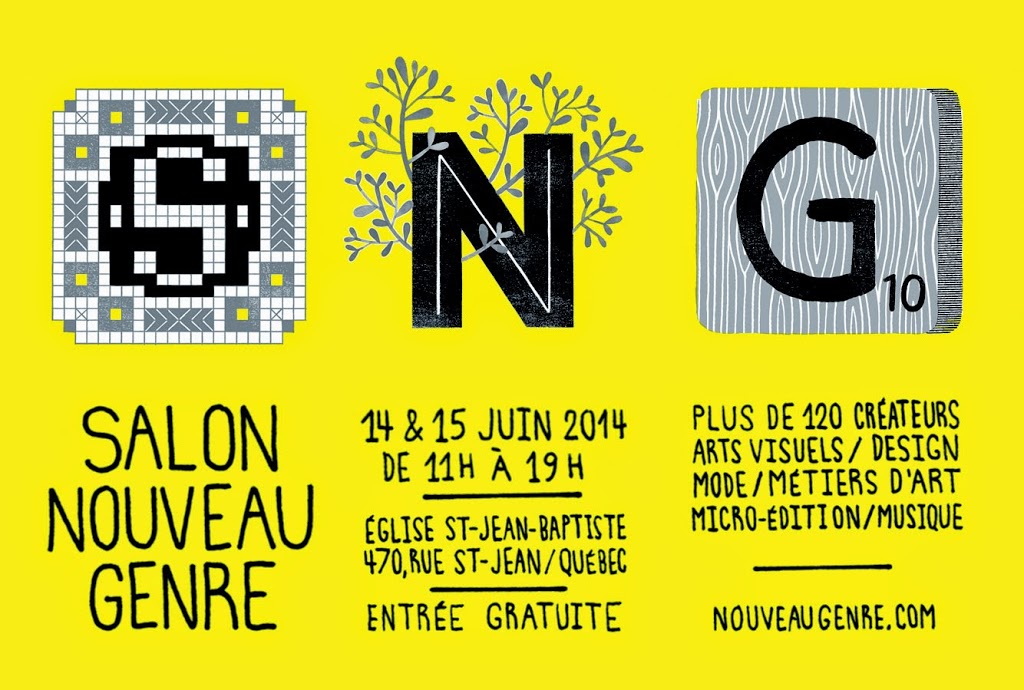 S N G 10
SALON
NOUVEAU
GENRE
14 & 15 JUIN 2014
DE 11H À 19H
ÉGLISE ST-JEAN-BAPTISTE
470, RUE ST-JEAN / QUÉBEC
ENTRÉE GRATUITE
PLUS DE 120 CRÉATEURS
ARTS VISUELS / DESIGN
MODE / MÉTIERS D'ART
MICRO-ÉDITION / MUSIQUE
NOUVEAUGENRE.COM